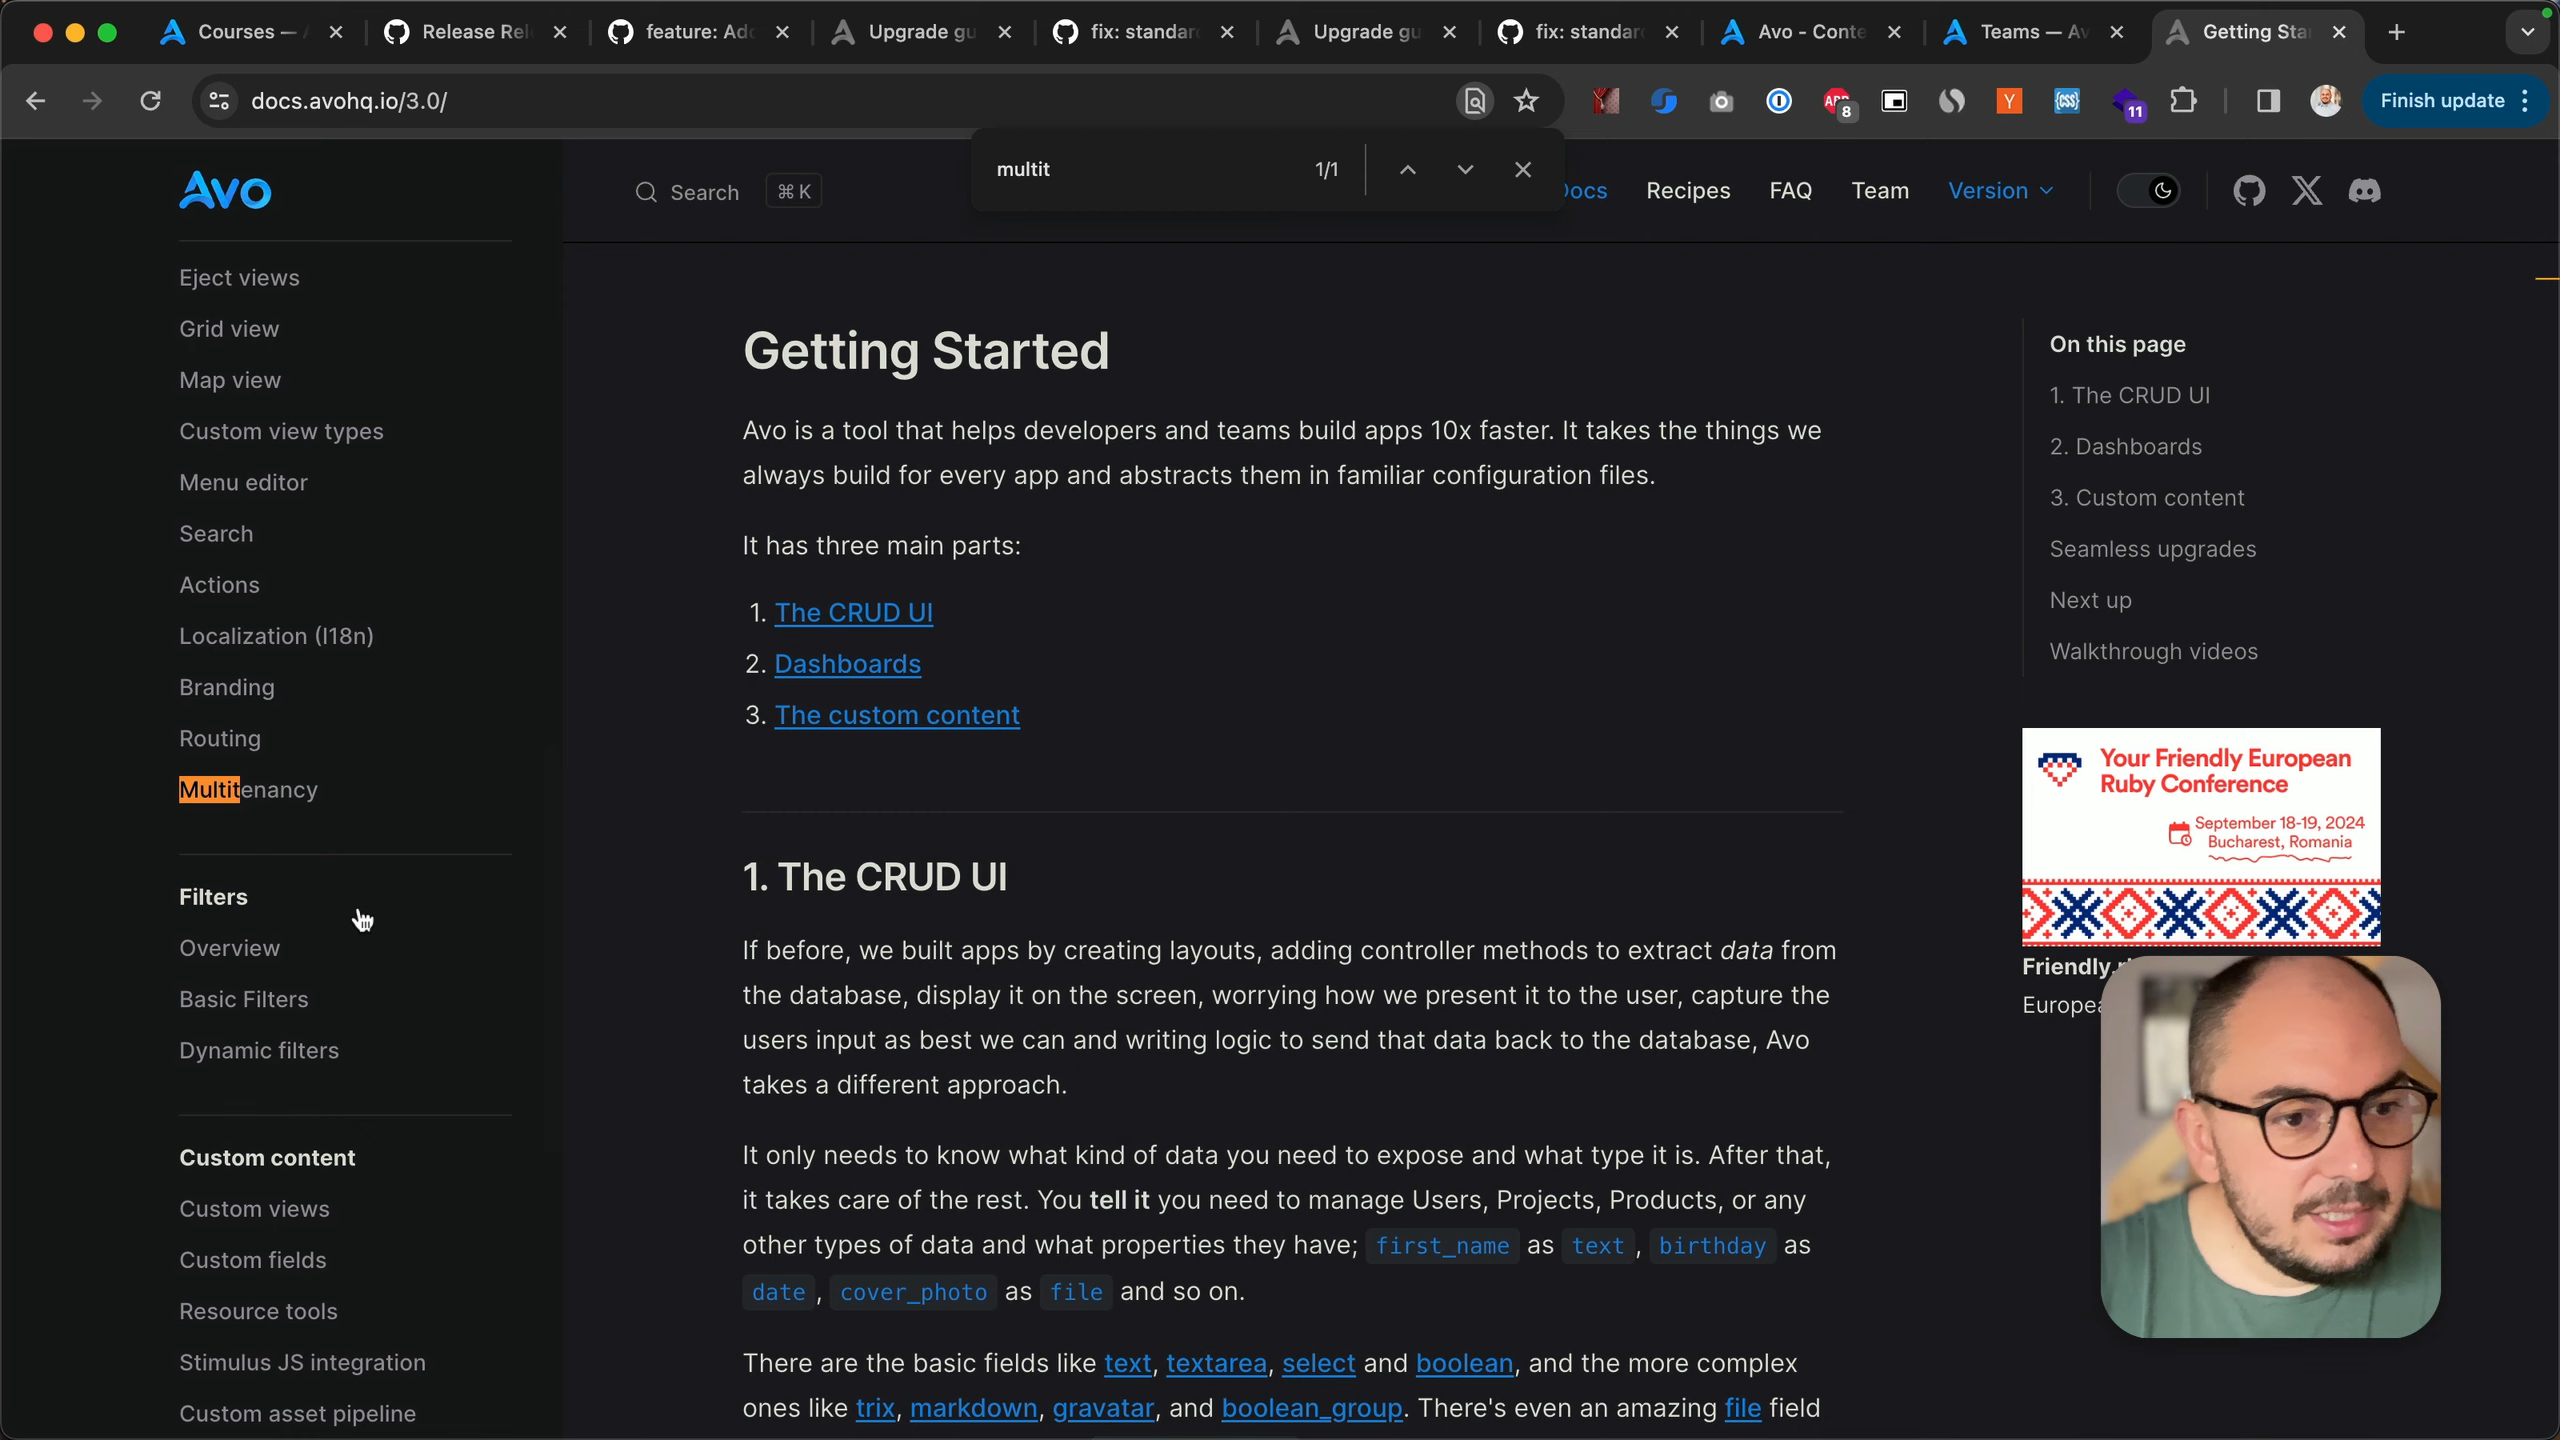 Courses —
Release Rel
feature: Add
Upgrade gu
fix: standar
Upgrade gu
fix: standar
Avo - Conte
Teams — Av
Getting Sta
docs.avohq.io/3.0/
8
11
Finish update
multit
1/1
Avo
Search
⌘ K
Docs
Recipes
FAQ
Team
Version
Eject views
Grid view
Map view
Custom view types
Menu editor
Search
Actions
Localization (I18n)
Branding
Routing
Multitenancy
Filters
Overview
Basic Filters
Dynamic filters
Custom content
Custom views
Custom fields
Resource tools
Stimulus JS integration
Custom asset pipeline
Getting Started
Avo is a tool that helps developers and teams build apps 10x faster. It takes the things we
always build for every app and abstracts them in familiar configuration files.
It has three main parts:
1. The CRUD UI
2. Dashboards
3. The custom content
1. The CRUD UI
If before, we built apps by creating layouts, adding controller methods to extract data from
the database, display it on the screen, worrying how we present it to the user, capture the
users input as best we can and writing logic to send that data back to the database, Avo
takes a different approach.
It only needs to know what kind of data you need to expose and what type it is. After that,
it takes care of the rest. You tell it you need to manage Users, Projects, Products, or any
other types of data and what properties they have; first_name as text , birthday as
date , cover_photo as file and so on.
There are the basic fields like text, textarea, select and boolean, and the more complex
ones like trix, markdown, gravatar, and boolean_group. There's even an amazing file field
On this page
1. The CRUD UI
2. Dashboards
3. Custom content
Seamless upgrades
Next up
Walkthrough videos
Your Friendly European
Ruby Conference
September 18-19, 2024
Bucharest, Romania
Friendly.r
Europea